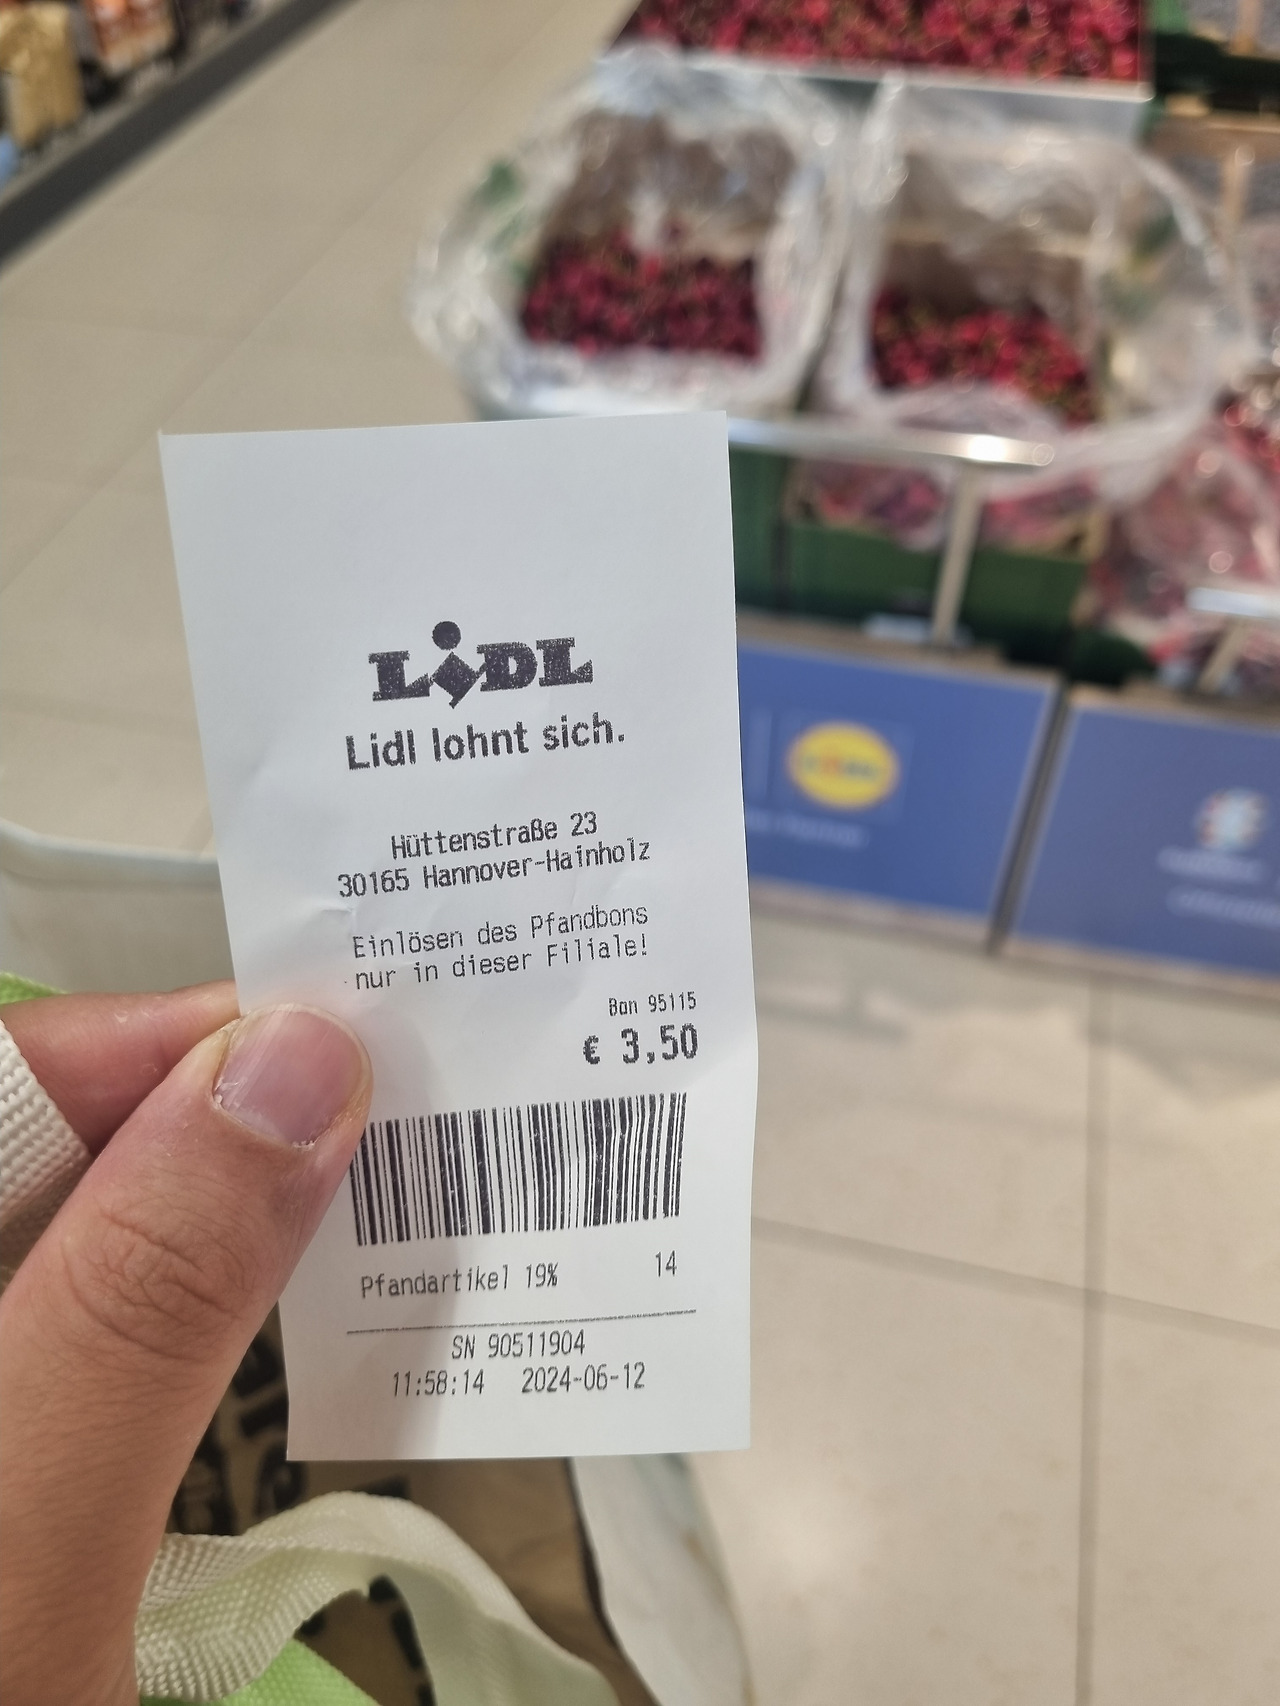 LiDL
Lidl lohnt sich.
Hüttenstraße 23
30165 Hannover-Hainholz
Einlösen des Pfandbons
nur in dieser Filiale!
Bon 95115
€ 3,50
Pfandartikel 19% 14
SN 90511904
11:58:14 2024-06-12